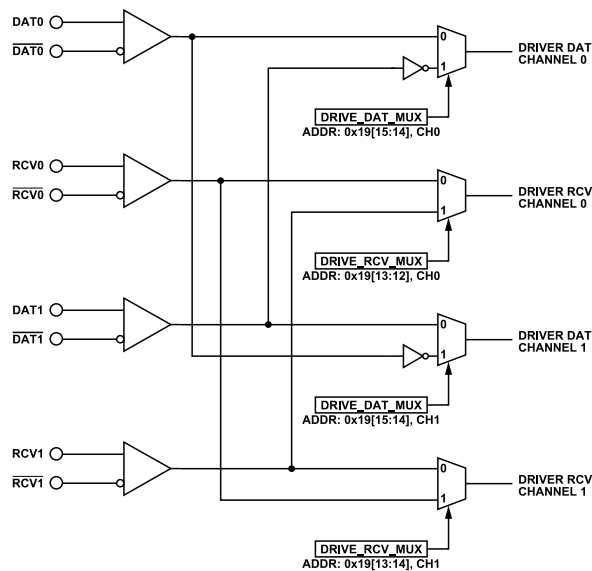 DAT0
DAT0
0
1
DRIVER DAT
CHANNEL 0
DRIVE_DAT_MUX
ADDR: 0x19[15:14], CH0
RCV0
RCV0
0
1
DRIVER RCV
CHANNEL 0
DRIVE_RCV_MUX
ADDR: 0x19[13:12], CH0
DAT1
DAT1
0
1
DRIVER DAT
CHANNEL 1
DRIVE_DAT_MUX
ADDR: 0x19[15:14], CH1
RCV1
RCV1
0
1
DRIVER RCV
CHANNEL 1
DRIVE_RCV_MUX
ADDR: 0x19[13:14], CH1